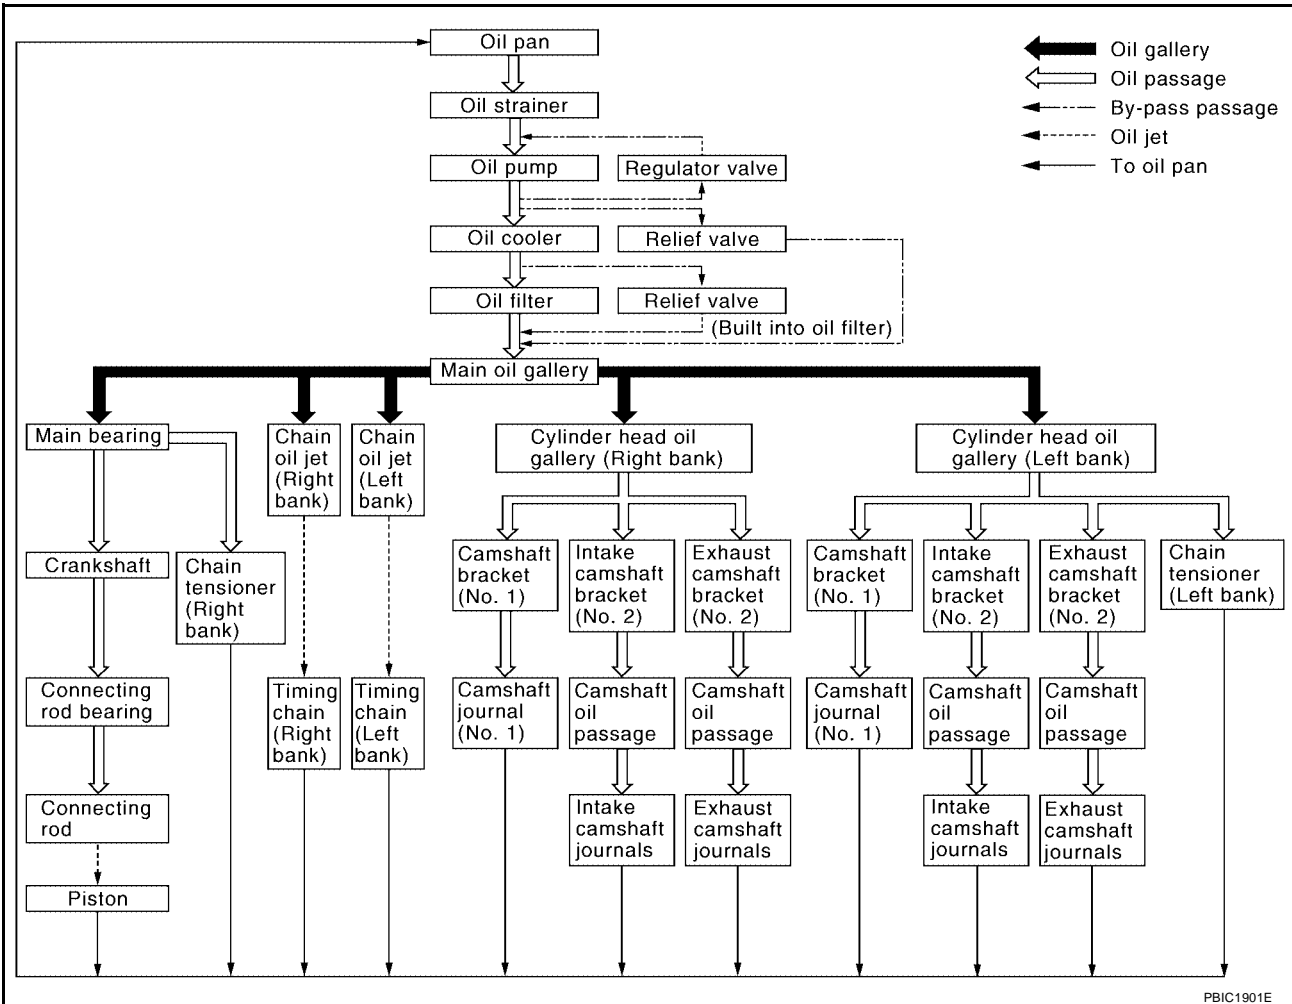 Oil pan
Oil strainer
Oil pump
Regulator valve
Oil cooler
Relief valve
Oil filter
Relief valve
(Built into oil filter)
Main oil gallery
Oil gallery
Oil passage
By-pass passage
Oil jet
To oil pan
Main bearing
Chain
oil jet
(Right
bank)
Chain
oil jet
(Left
bank)
Cylinder head oil
gallery (Right bank)
Cylinder head oil
gallery (Left bank)
Crankshaft
Chain
tensioner
(Right
bank)
Camshaft
bracket
(No. 1)
Intake
camshaft
bracket
(No. 2)
Exhaust
camshaft
bracket
(No. 2)
Camshaft
bracket
(No. 1)
Intake
camshaft
bracket
(No. 2)
Exhaust
camshaft
bracket
(No. 2)
Chain
tensioner
(Left bank)
Connecting
rod bearing
Timing
chain
(Right
bank)
Timing
chain
(Left
bank)
Camshaft
journal
(No. 1)
Camshaft
oil
passage
Camshaft
oil
passage
Camshaft
journal
(No. 1)
Camshaft
oil
passage
Camshaft
oil
passage
Connecting
rod
Intake
camshaft
journals
Exhaust
camshaft
journals
Intake
camshaft
journals
Exhaust
camshaft
journals
Piston
PBIC1901E